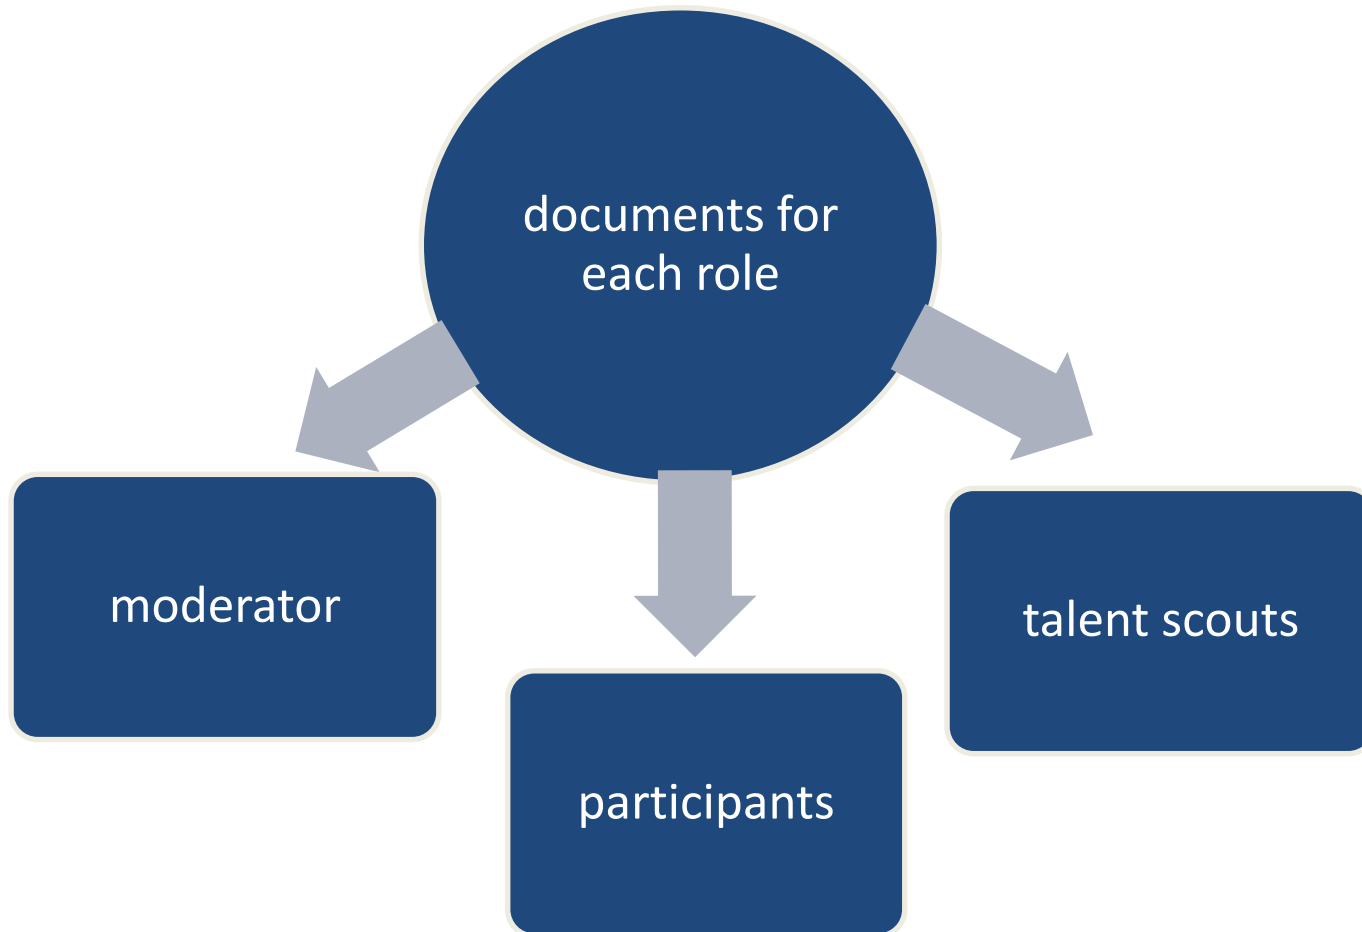 documents for
each role
moderator
talent scouts
participants